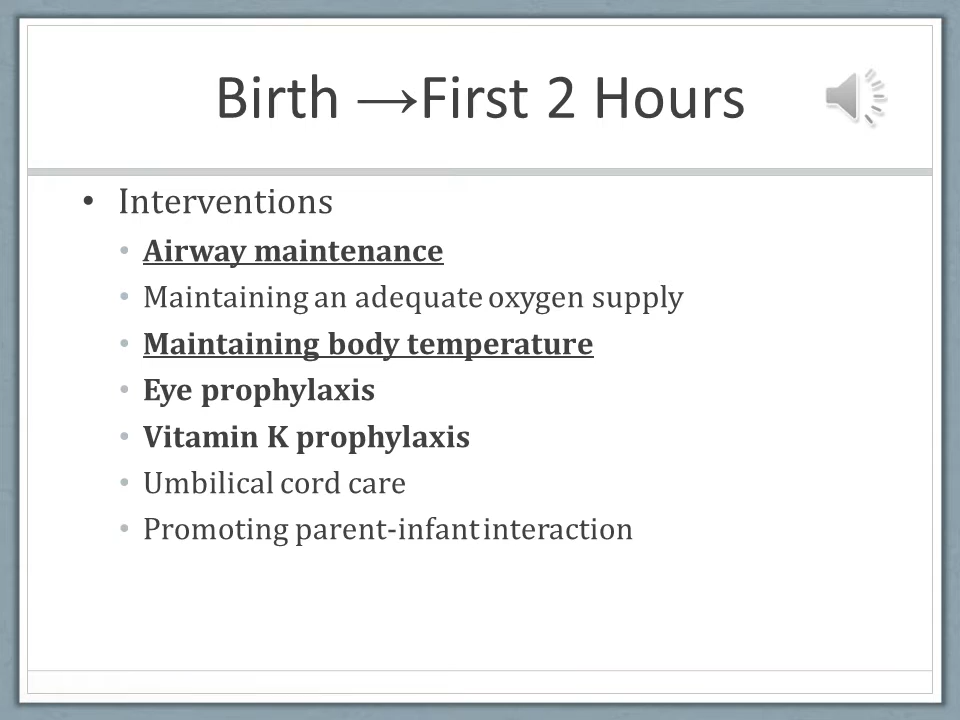 Birth →First 2 Hours
• Interventions
• Airway maintenance
• Maintaining an adequate oxygen supply
• Maintaining body temperature
• Eye prophylaxis
• Vitamin K prophylaxis
• Umbilical cord care
• Promoting parent-infant interaction